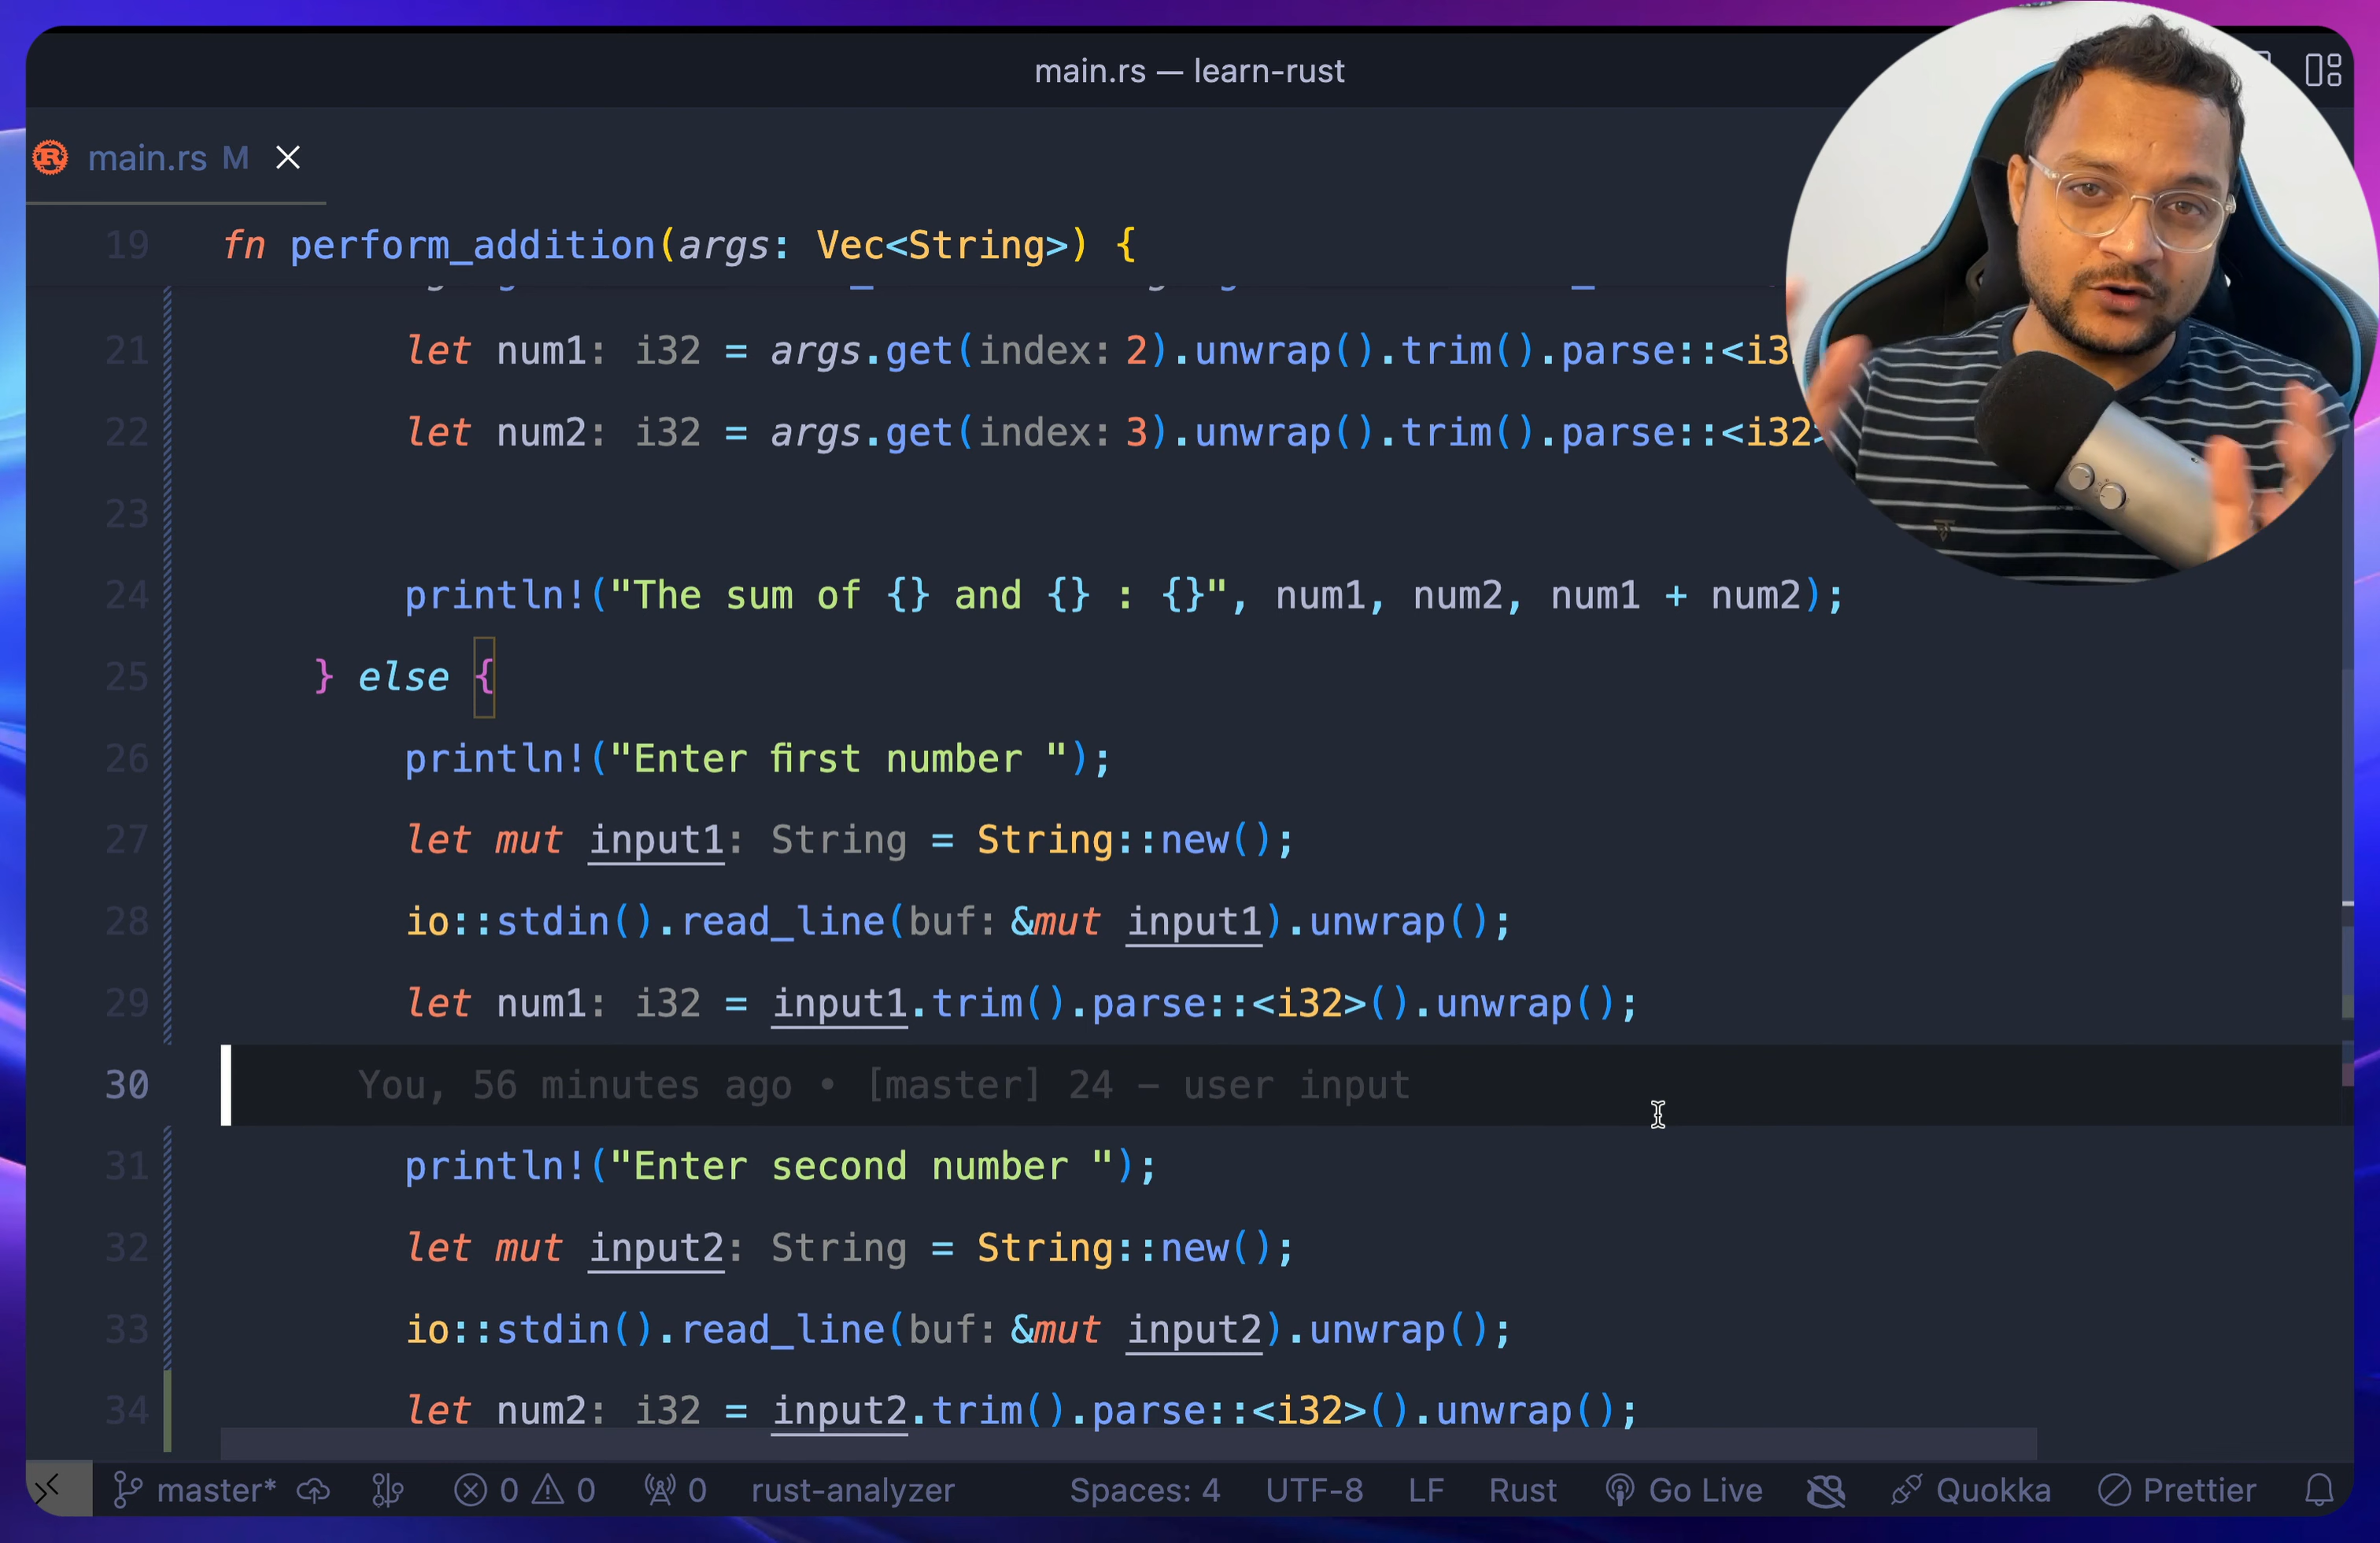 main.rs — learn-rust
main.rs M
19 fn perform_addition(args: Vec<String>) {
21 let num1: i32 = args.get(index: 2).unwrap().trim().parse::<i3
22 let num2: i32 = args.get(index: 3).unwrap().trim().parse::<i32>
23
24 println!("The sum of {} and {} : {}", num1, num2, num1 + num2);
25 } else {
26 println!("Enter first number ");
27 let mut input1: String = String::new();
28 io::stdin().read_line(buf: &mut input1).unwrap();
29 let num1: i32 = input1.trim().parse::<i32>().unwrap();
30 You, 56 minutes ago • [master] 24 – user input
31 println!("Enter second number ");
32 let mut input2: String = String::new();
33 io::stdin().read_line(buf: &mut input2).unwrap();
34 let num2: i32 = input2.trim().parse::<i32>().unwrap();
master* 0 0 0 rust-analyzer Spaces: 4 UTF-8 LF Rust Go Live Quokka Prettier